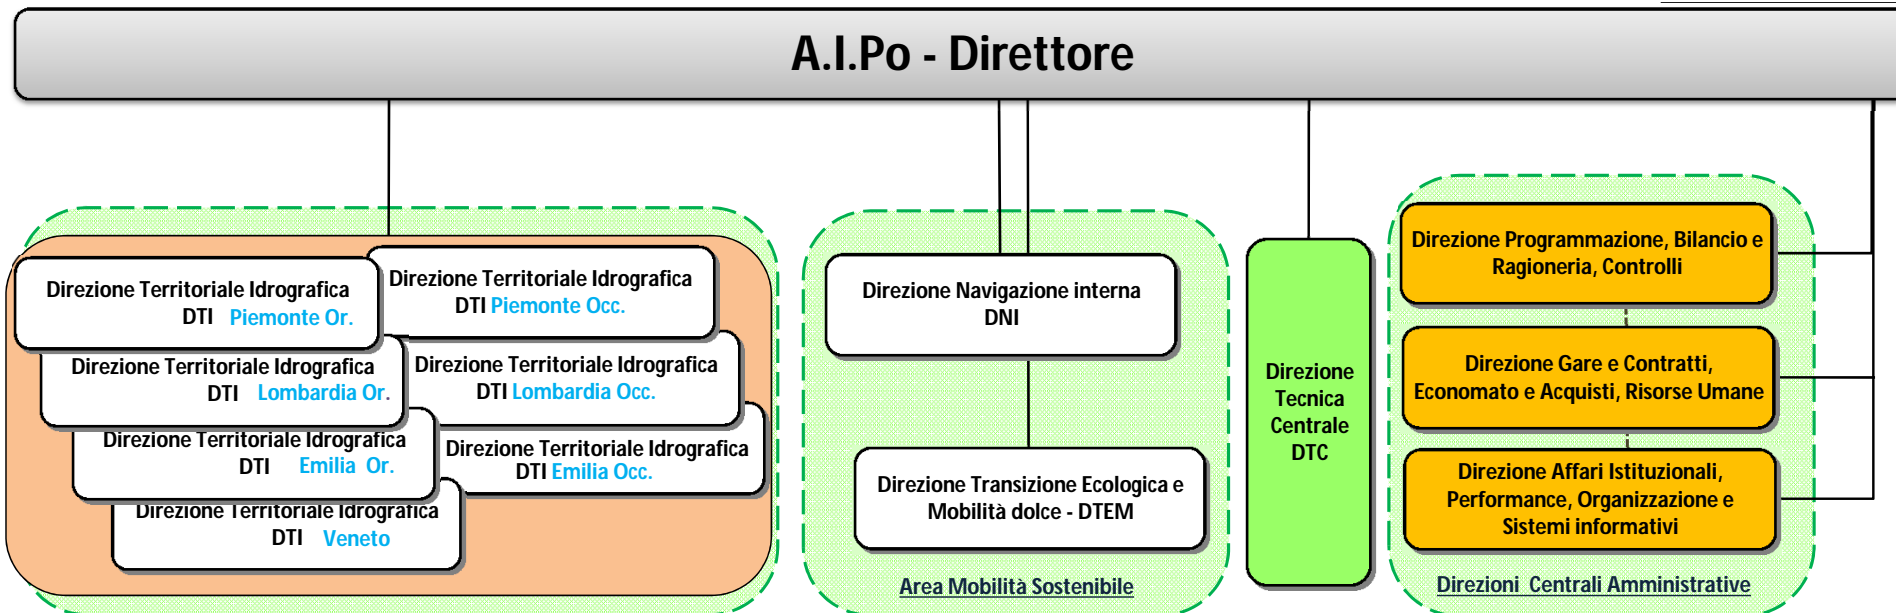 A.I.Po - Direttore
Direzione Territoriale Idrografica
DTI Piemonte Or.
Direzione Territoriale Idrografica
DTI Piemonte Occ.
Direzione Territoriale Idrografica
DTI Lombardia Or.
Direzione Territoriale Idrografica
DTI Lombardia Occ.
Direzione Territoriale Idrografica
DTI Emilia Or.
Direzione Territoriale Idrografica
DTI Emilia Occ.
Direzione Territoriale Idrografica
DTI Veneto
Direzione Navigazione interna
DNI
Direzione Transizione Ecologica e
Mobilità dolce - DTEM
Area Mobilità Sostenibile
Direzione
Tecnica
Centrale
DTC
Direzione Programmazione, Bilancio e
Ragioneria, Controlli
Direzione Gare e Contratti,
Economato e Acquisti, Risorse Umane
Direzione Affari Istituzionali,
Performance, Organizzazione e
Sistemi informativi
Direzioni Centrali Amministrative